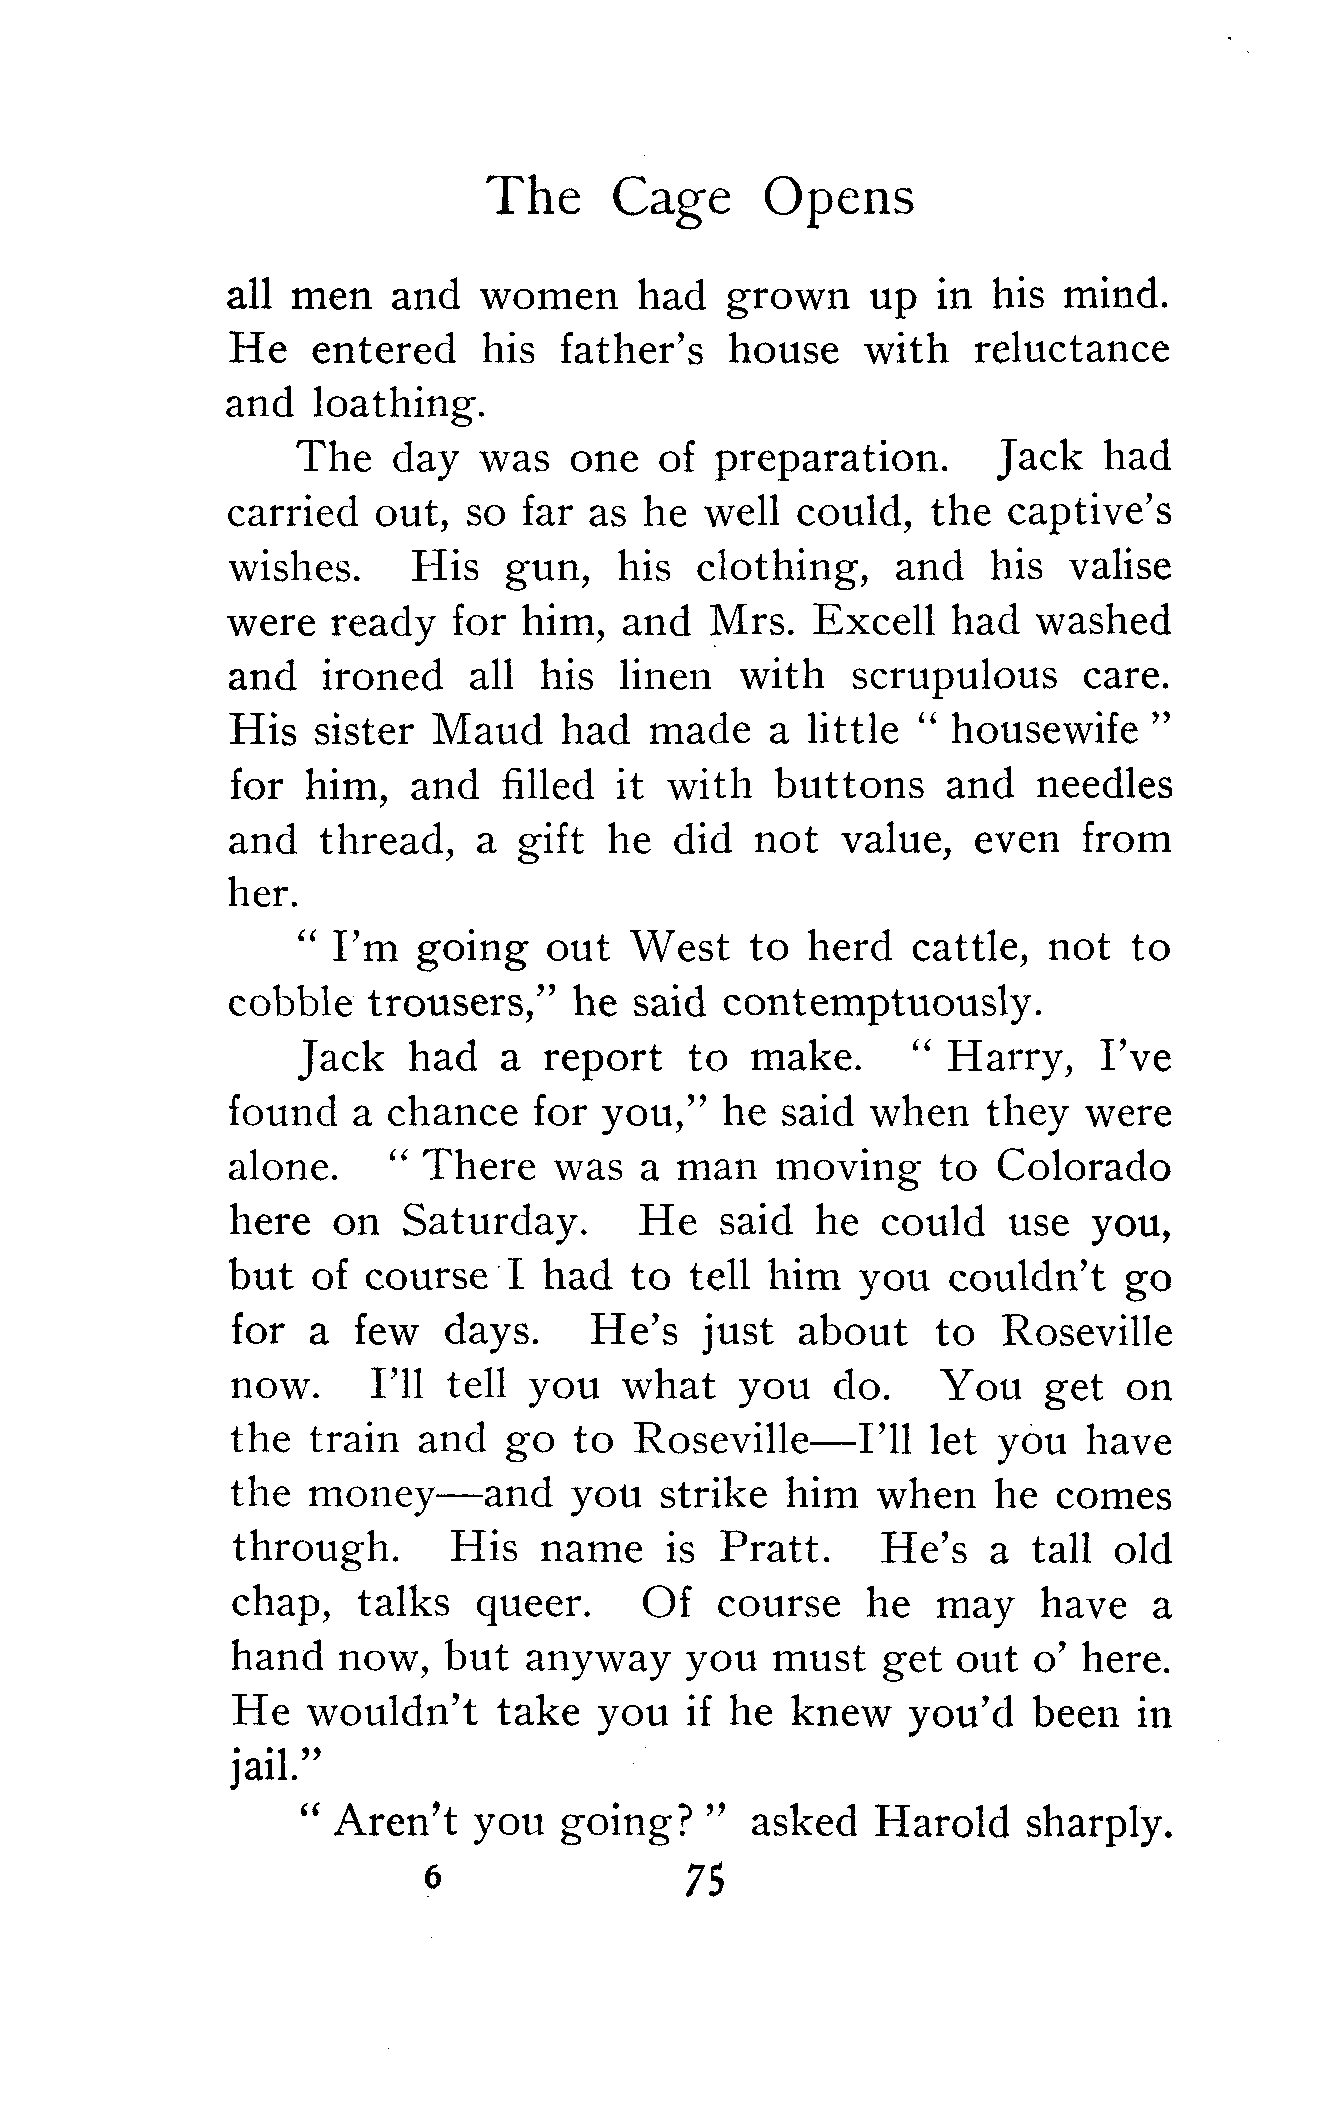 The Cage Opens
all men and women had grown up in his mind.
He entered his father's house with reluctance
and loathing.
The day was one of preparation. Jack had
carried out, so far as he well could, the captive's
wishes. His gun, his clothing, and his valise
were ready for him, and Mrs. Excell had washed
and ironed all his linen with scrupulous care.
His sister Maud had made a little “ housewife ”
for him, and filled it with buttons and needles
and thread, a gift he did not value, even from
her.
“ I'm going out West to herd cattle, not to
cobble trousers,” he said contemptuously.
Jack had a report to make. “ Harry, I've
found a chance for you,” he said when they were
alone. “ There was a man moving to Colorado
here on Saturday. He said he could use you,
but of course I had to tell him you couldn't go
for a few days. He's just about to Roseville
now. I'll tell you what you do. You get on
the train and go to Roseville—I'll let you have
the money—and you strike him when he comes
through. His name is Pratt. He's a tall old
chap, talks queer. Of course he may have a
hand now, but anyway you must get out o' here.
He wouldn't take you if he knew you'd been in
jail.”
“ Aren't you going? ” asked Harold sharply.
6 75